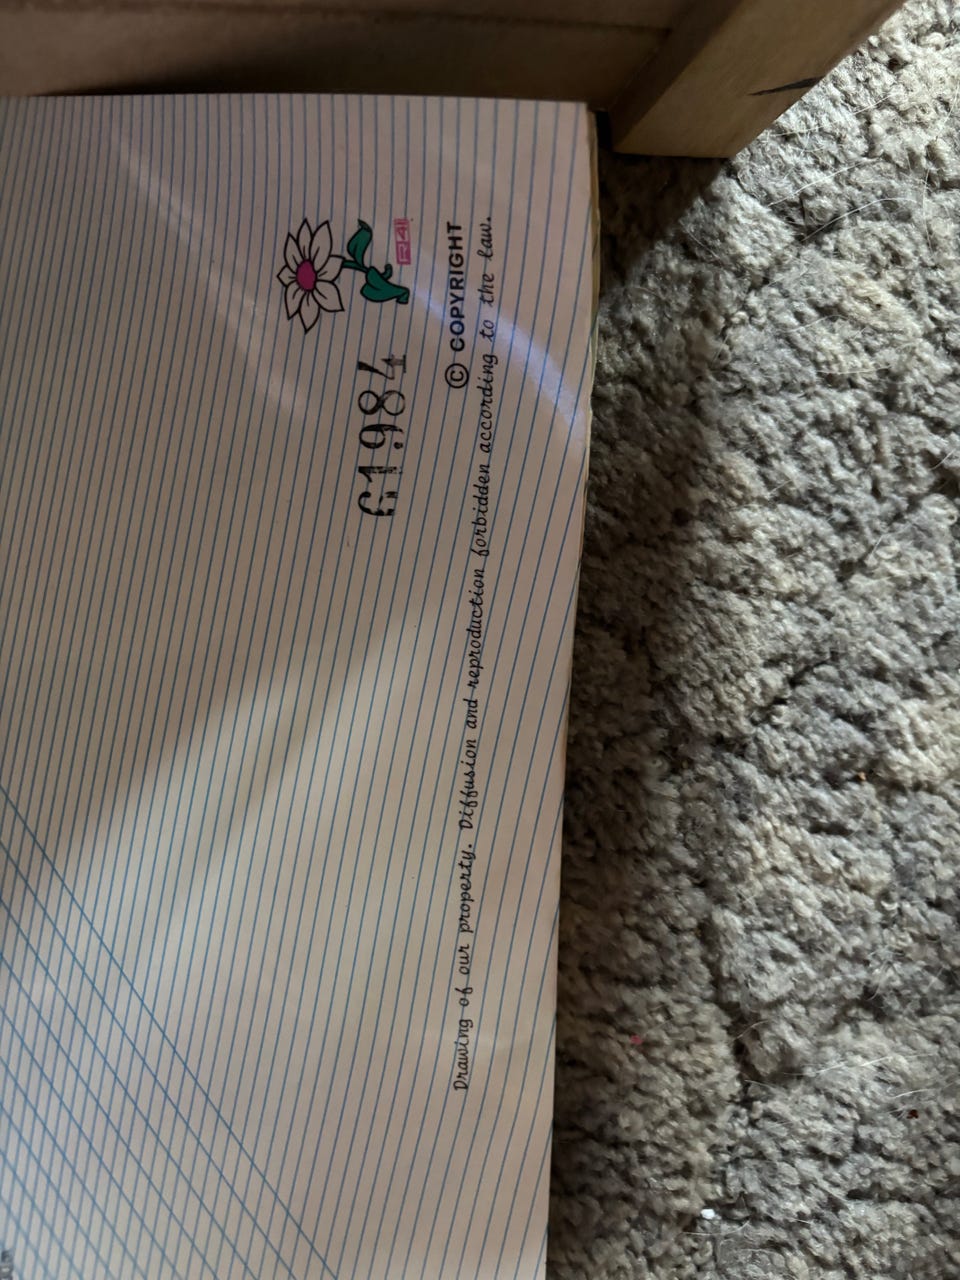 © COPYRIGHT
61984
Drawing of our property. Diffusion and reproduction forbidden according to the law.